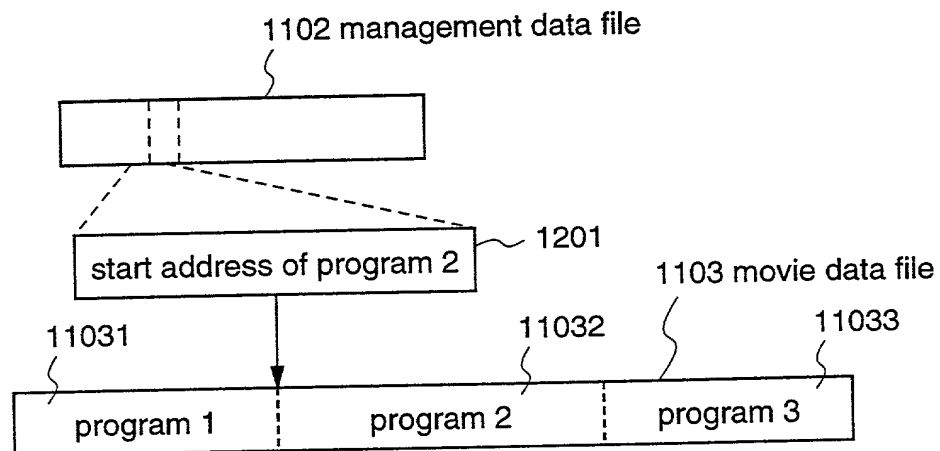 1102 management data file
start address of program 2
1201
1103 movie data file
11031
11032
11033
program 1
program 2
program 3